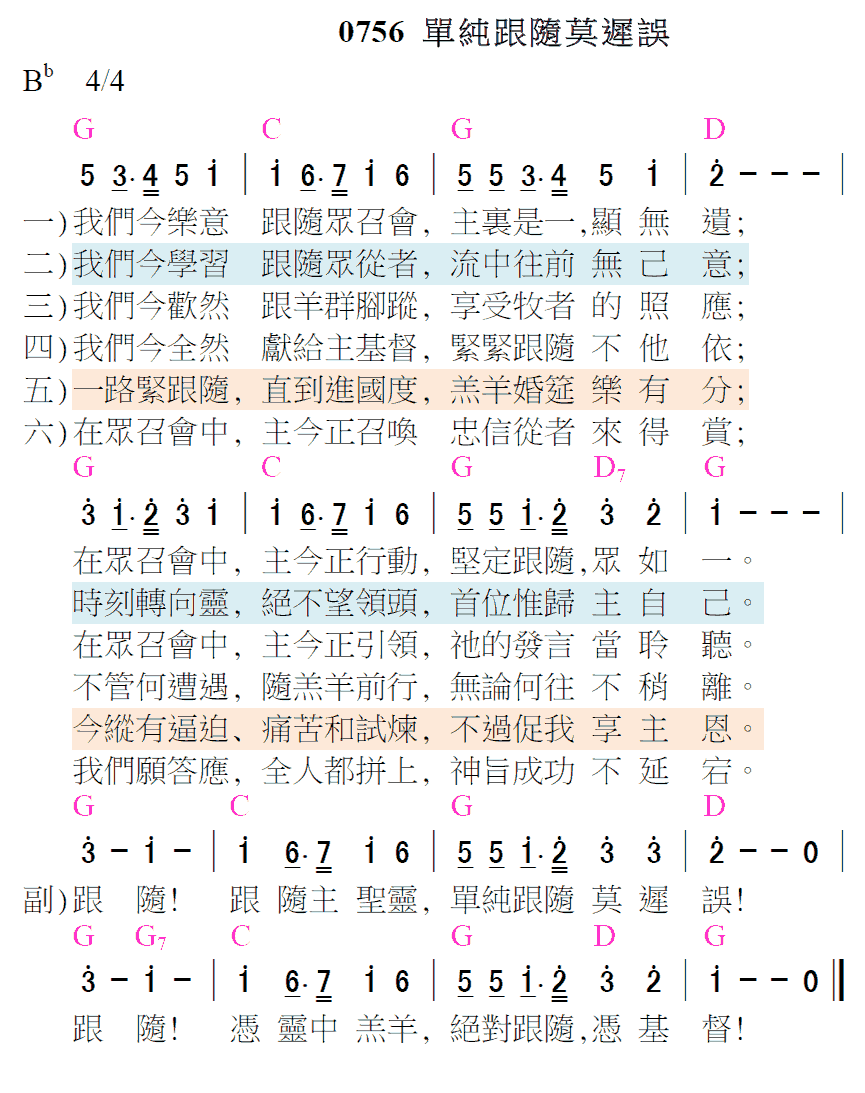 0756 單純跟隨莫遲誤
B♭ 4/4
G C G D
5 3̲·4̳ 5 i̇ | i̇ 6̲·7̳ i̇ 6 | 5̲ 5̲ 3̲·4̳ 5 i̇ | 2̇ － － － |
一)我們今樂意 跟隨眾召會, 主裏是一,顯 無 遺;
二)我們今學習 跟隨眾從者, 流中往前 無 己 意;
三)我們今歡然 跟羊群腳蹤, 享受牧者 的 照 應;
四)我們今全然 獻給主基督, 緊緊跟隨 不 他 依;
五)一路緊跟隨, 直到進國度, 羔羊婚筵 樂 有 分;
六)在眾召會中, 主今正召喚 忠信從者 來 得 賞;
G C G D₇ G
3̇ i̲̇·2̳̇ 3̇ i̇ | i̇ 6̲·7̳ i̇ 6 | 5̲ 5̲ i̲̇·2̳̇ 3̇ 2̇ | i̇ － － － |
在眾召會中, 主今正行動, 堅定跟隨,眾 如 一。
時刻轉向靈, 絕不望領頭, 首位惟歸 主 自 己。
在眾召會中, 主今正引領, 祂的發言 當 聆 聽。
不管何遭遇, 隨羔羊前行, 無論何往 不 稍 離。
今縱有逼迫、痛苦和試煉, 不過促我 享 主 恩。
我們願答應, 全人都拼上, 神旨成功 不 延 宕。
G C G D
3̇ － i̇ － | i̇ 6̲·7̳ i̇ 6 | 5̲ 5̲ i̲̇·2̳̇ 3̇ 3̇ | 2̇ － － 0 |
副)跟 隨! 跟 隨主 聖靈, 單純跟隨 莫 遲 誤!
G G₇ C G D G
3̇ － i̇ － | i̇ 6̲·7̳ i̇ 6 | 5̲ 5̲ i̲̇·2̳̇ 3̇ 2̇ | i̇ － － 0 ‖
跟 隨! 憑 靈中 羔羊, 絕對跟隨,憑 基 督!